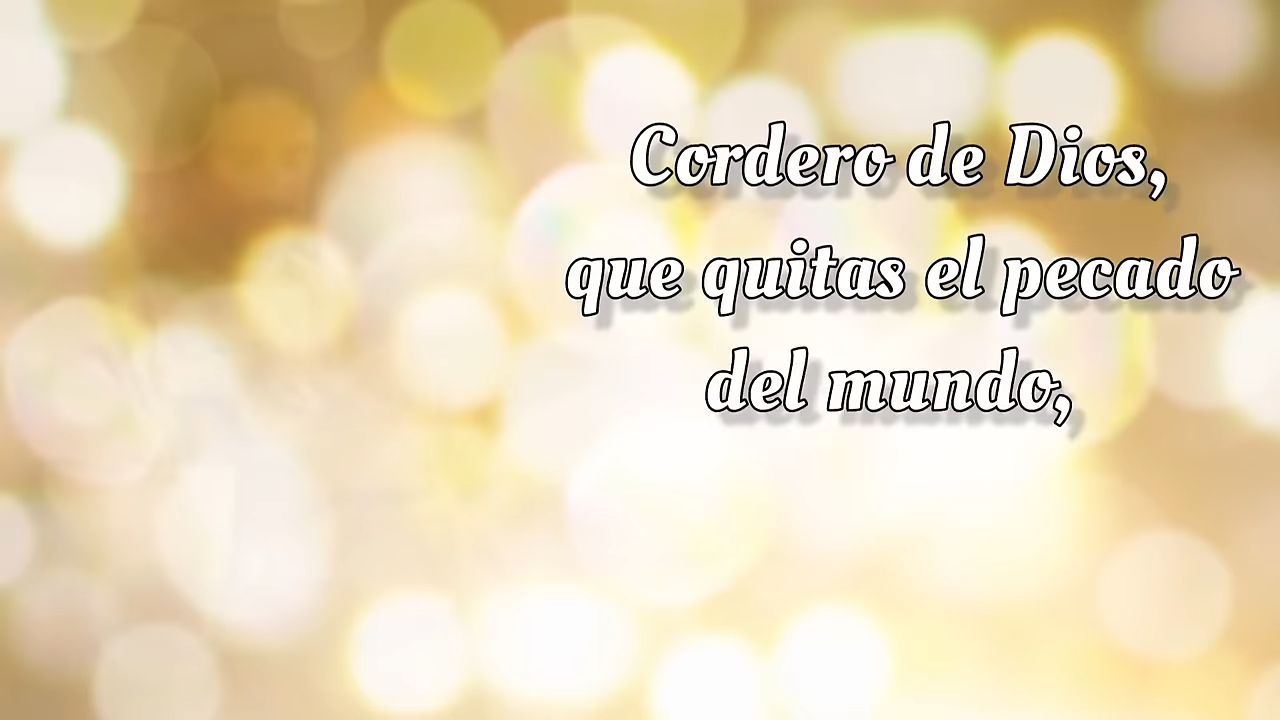 Cordero de Dios,
que quitas el pecado
del mundo,